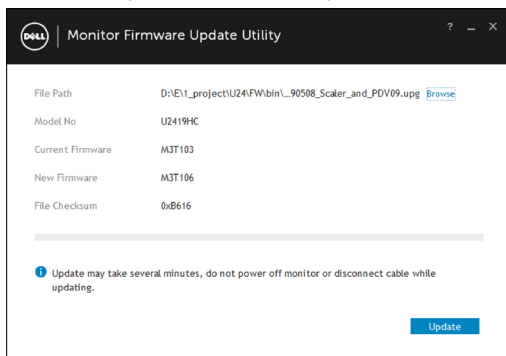 DELL Monitor Firmware Update Utility ? _ X
File Path D:\E\1_project\U24\FW\bin\...90508_Scaler_and_PDV09.upg Browse
Model No U2419HC
Current Firmware M3T103
New Firmware M3T106
File Checksum 0xB616
Update may take several minutes, do not power off monitor or disconnect cable while
updating.
Update